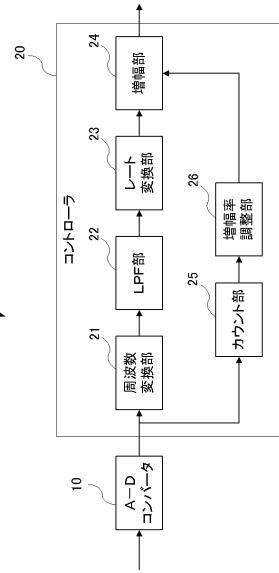 20
コントローラ
10
A－D
コンバータ
21
周波数
変換部
22
LPF部
23
レート
変換部
24
増幅部
25
カウント部
26
増幅率
調整部